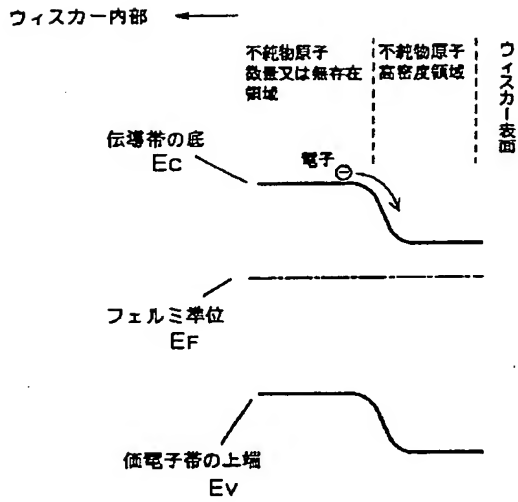 ウィスカー内部
不純物原子
数量又は無存在
領域
不純物原子
高密度領域
ウィスカー表面
伝導帯の底
Ec
電子
⊖
フェルミ準位
EF
価電子帯の上端
Ev